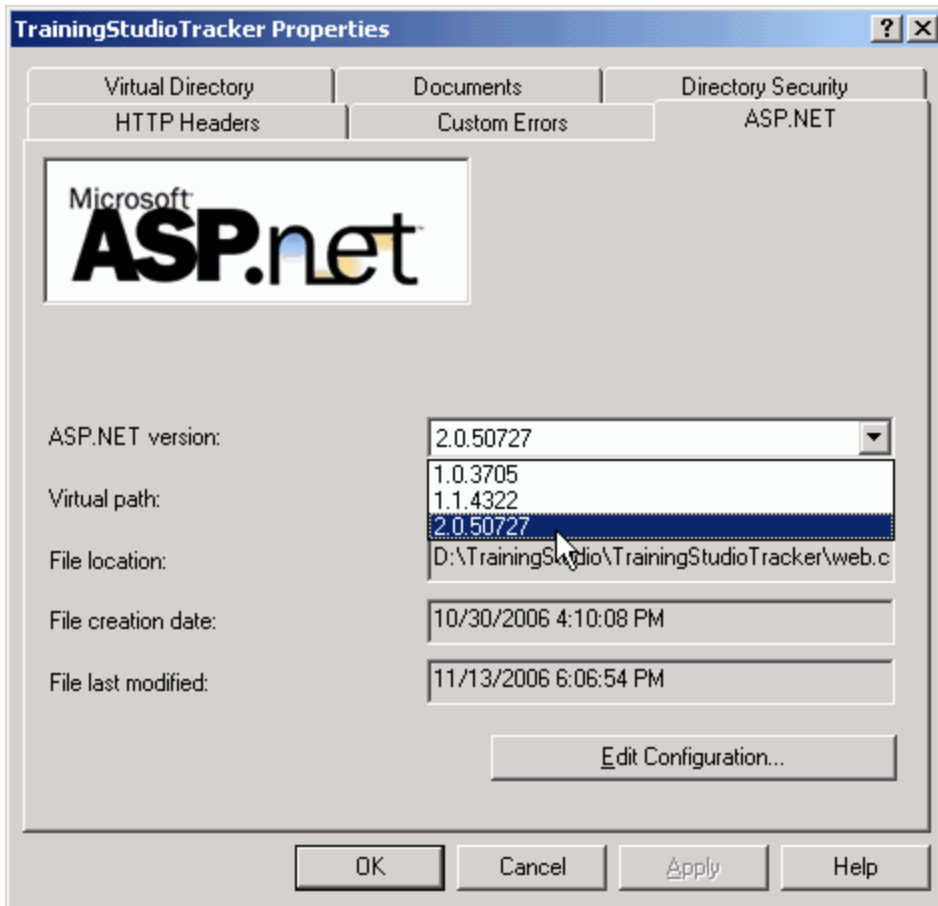 TrainingStudioTracker Properties
Virtual Directory
Documents
Directory Security
HTTP Headers
Custom Errors
ASP.NET
Microsoft
ASP.net
ASP.NET version:
2.0.50727
1.0.3705
1.1.4322
2.0.50727
Virtual path:
File location:
D:\TrainingStudio\TrainingStudioTracker\web.c
File creation date:
10/30/2006 4:10:08 PM
File last modified:
11/13/2006 6:06:54 PM
Edit Configuration...
OK
Cancel
Apply
Help